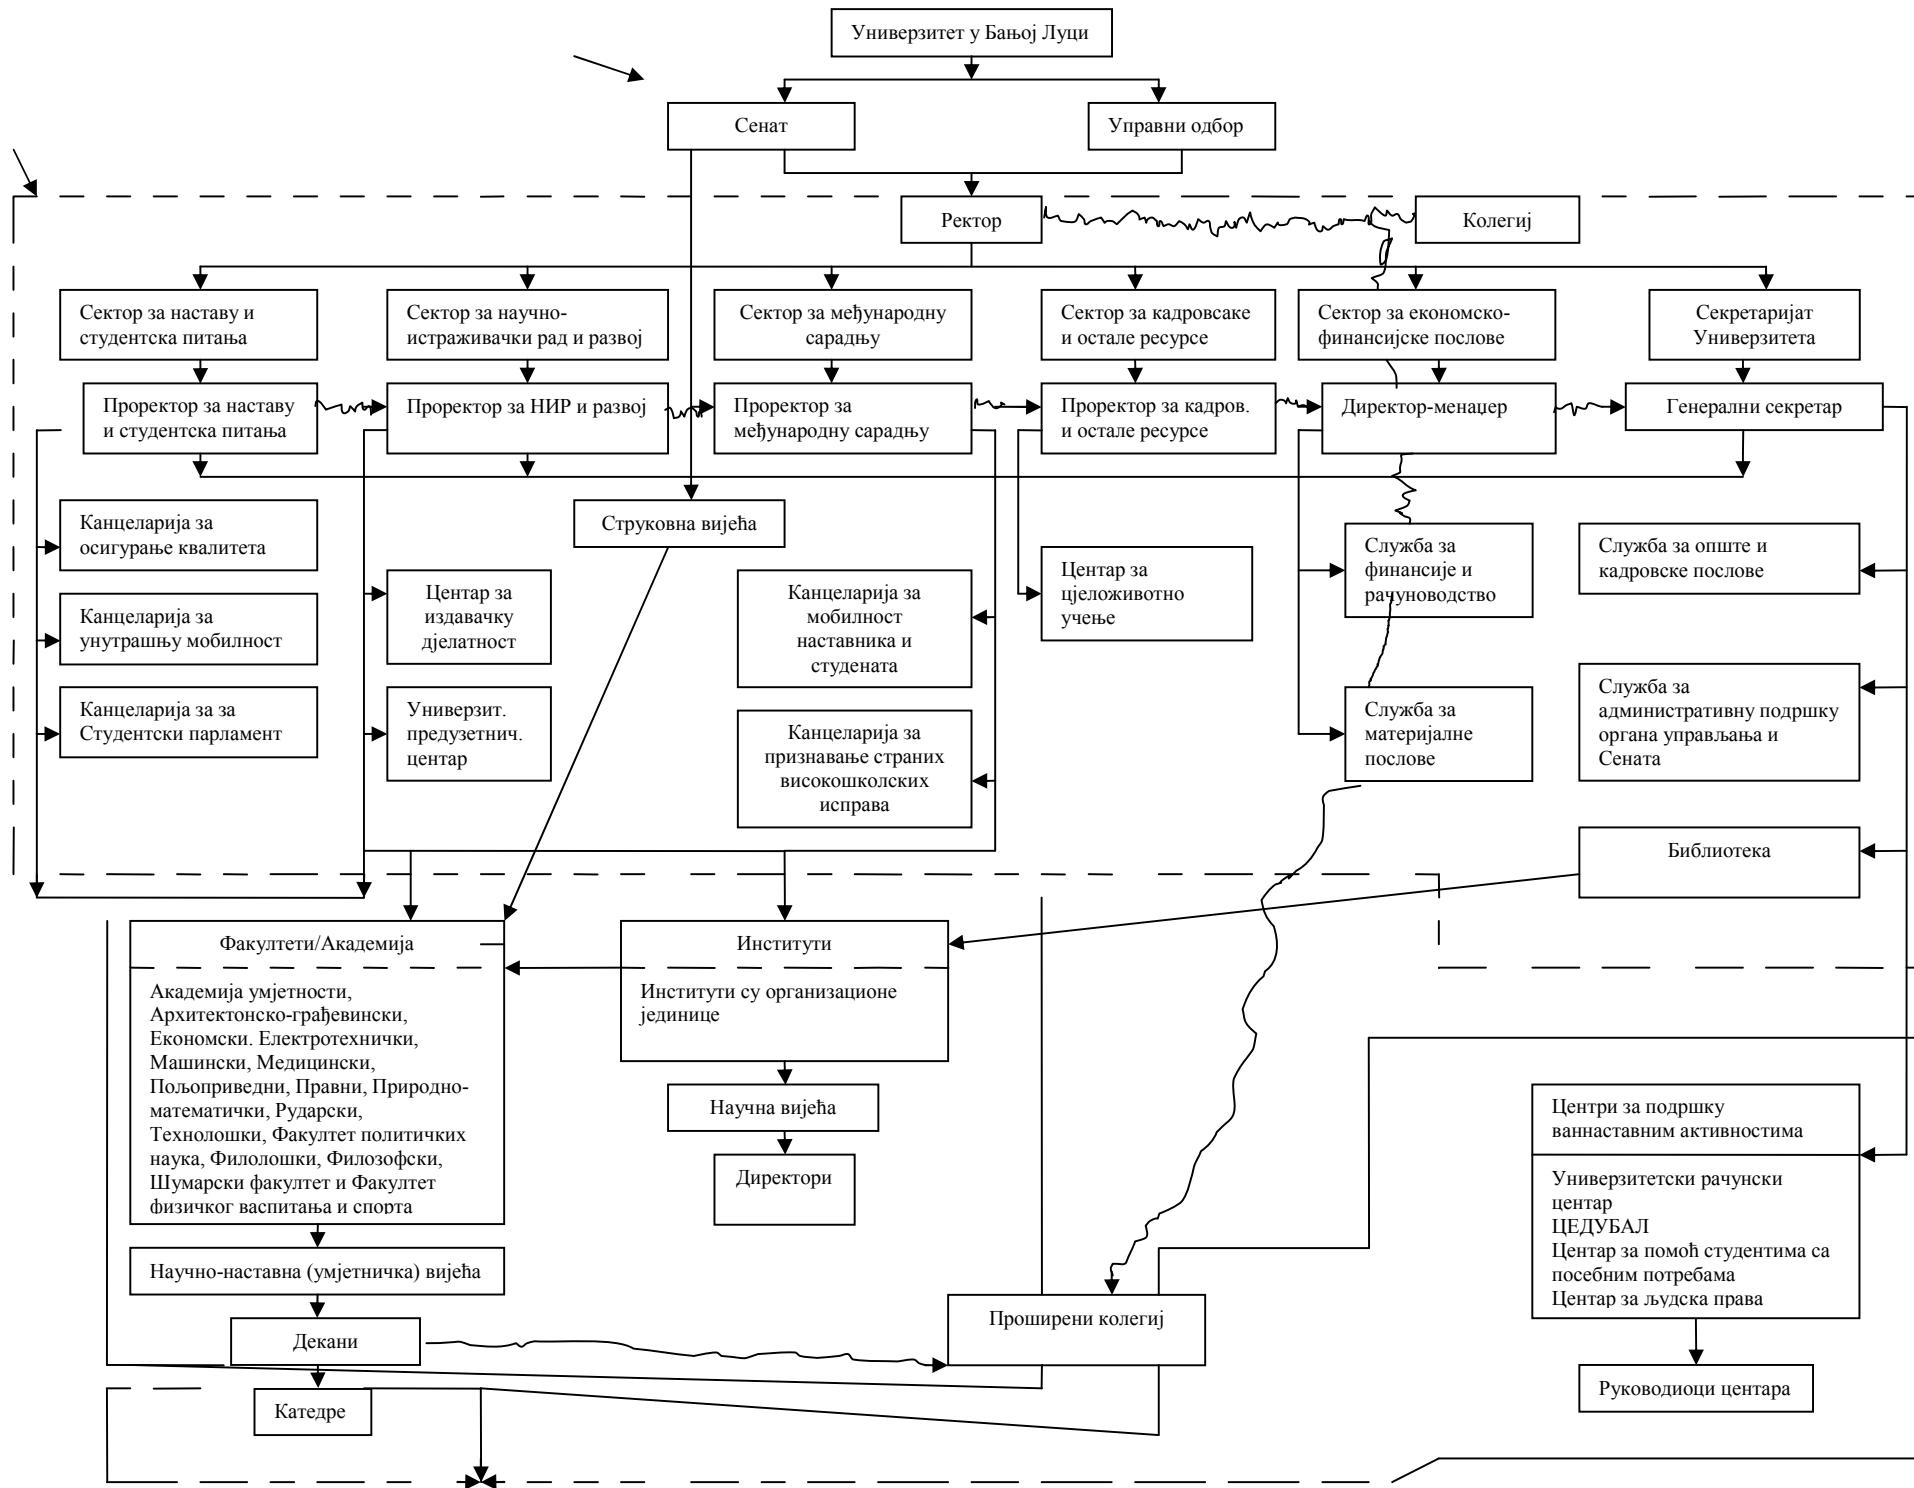 Универзитет у Бањој Луци
Сенат
Управни одбор
Ректор
Колегиј
Сектор за наставу и
студентска питања
Сектор за научно-
истраживачки рад и развој
Сектор за међународну
сарадњу
Сектор за кадровсаке
и остале ресурсе
Сектор за економско-
финансијске послове
Секретаријат
Универзитета
Проректор за наставу
и студентска питања
Проректор за НИР и развој
Проректор за
међународну сарадњу
Проректор за кадров.
и остале ресурсе
Директор-менаџер
Генерални секретар
Канцеларија за
осигурање квалитета
Струковна вијећа
Служба за
финансије и
рачуноводство
Служба за опште и
кадровске послове
Центар за
издавачку
дјелатност
Канцеларија за
мобилност
наставника и
студената
Центар за
цјеложивотно
учење
Канцеларија за
унутрашњу мобилност
Канцеларија за за
Студентски парламент
Универзит.
предузетнич.
центар
Канцеларија за
признавање страних
високошколских
исправа
Служба за
материјалне
послове
Служба за
административну подршку
органа управљања и
Сената
Библиотека
Факултети/Академија
Академија умјетности,
Архитектонско-грађевински,
Економски. Електротехнички,
Машински, Медицински,
Пољопривредни, Правни, Природно-
математички, Рударски,
Технолошки, Факултет политичких
наука, Филолошки, Филозофски,
Шумарски факултет и Факултет
физичког васпитања и спорта
Институти
Институти су организационе
јединице
Научна вијећа
Директори
Центри за подршку
ваннаставним активностима
Универзитетски рачунски
центар
ЦЕДУБАЛ
Центар за помоћ студентима са
посебним потребама
Центар за људска права
Научно-наставна (умјетничка) вијећа
Декани
Проширени колегиј
Катедре
Руководиоци центара